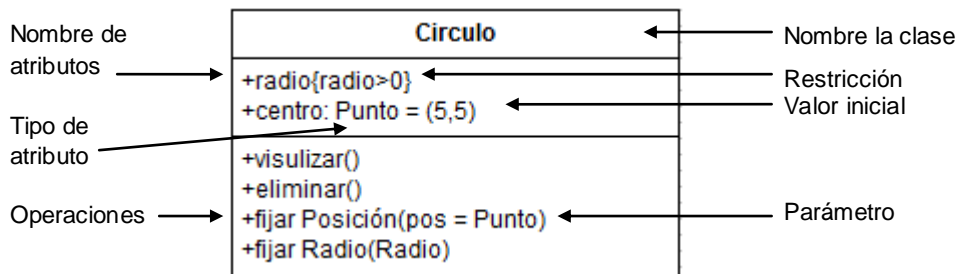 Nombre de
atributos
Tipo de
atributo
Operaciones
Circulo
+radio{radio>0}
+centro: Punto = (5,5)
+visulizar()
+eliminar()
+fijar Posición(pos = Punto)
+fijar Radio(Radio)
Nombre la clase
Restricción
Valor inicial
Parámetro